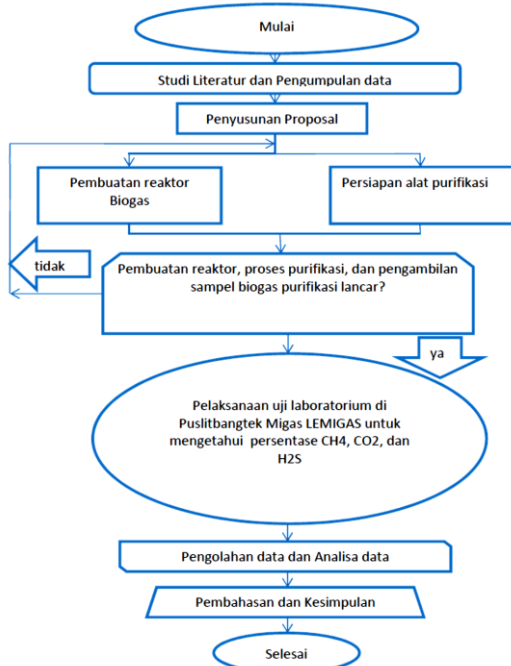 Mulai
Studi Literatur dan Pengumpulan data
Penyusunan Proposal
Pembuatan reaktor
Biogas
Persiapan alat purifikasi
tidak
Pembuatan reaktor, proses purifikasi, dan pengambilan
sampel biogas purifikasi lancar?
ya
Pelaksanaan uji laboratorium di
Puslitbangtek Migas LEMIGAS untuk
mengetahui persentase CH4, CO2, dan
H2S
Pengolahan data dan Analisa data
Pembahasan dan Kesimpulan
Selesai